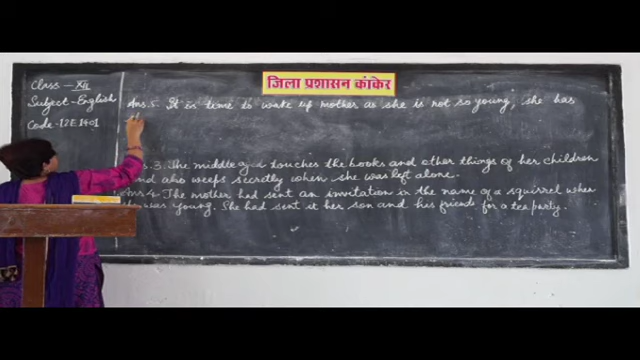 जिला प्रशासन कांकेर
Class - XII
Subject - English
Code - 12E1401
Ans.5. It is time to wake up mother as she is not so young, she has
Ans.3. The middle aged touches the books and other things of her children
and also weeps secretly when she was left alone.
Ans 4. The mother had sent an invitation in the name of a squirrel when
was young. She had sent it her son and his friends for a tea party.